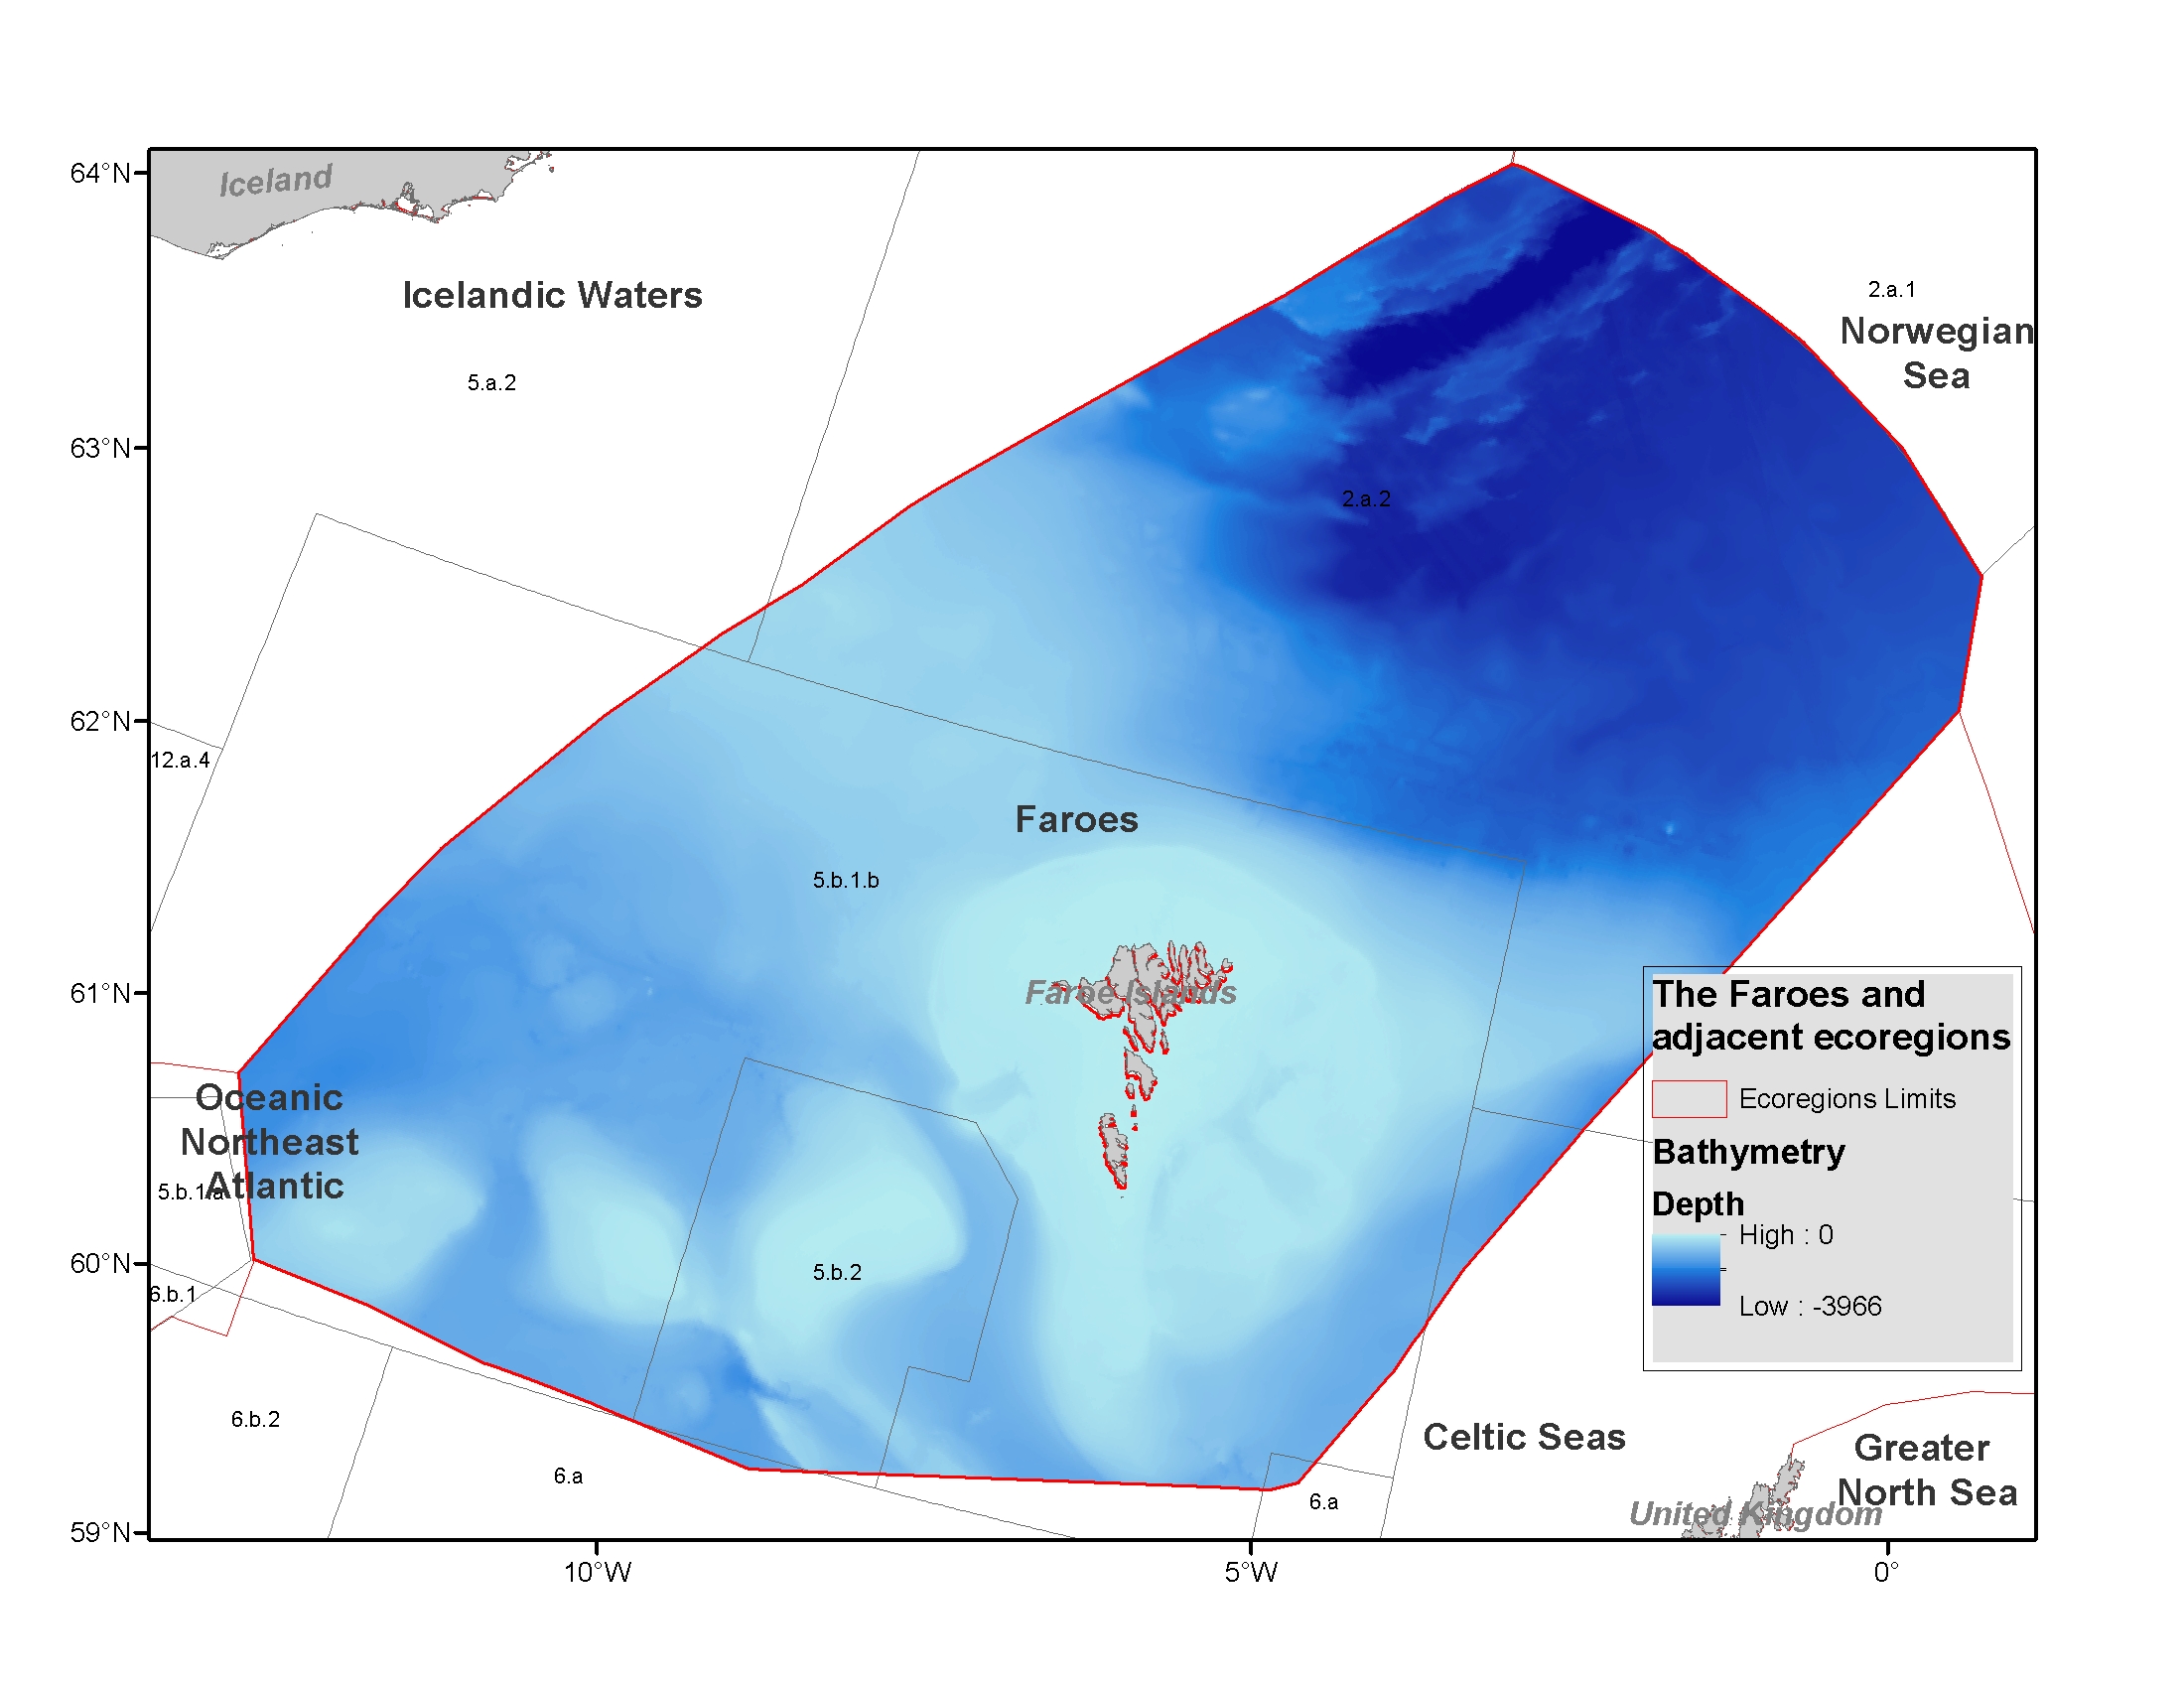 64°N
Iceland
Icelandic Waters
2.a.1
Norwegian
Sea
5.a.2
63°N
2.a.2
62°N
12.a.4
Faroes
5.b.1.b
61°N
Faroe Islands
The Faroes and
adjacent ecoregions
Ecoregions Limits
Bathymetry
Depth
High : 0
Low : -3966
Oceanic
Northeast
Atlantic
5.b.1.a
60°N
5.b.2
6.b.1
6.b.2
6.a
6.a
Celtic Seas
Greater
North Sea
United Kingdom
59°N
10°W
5°W
0°